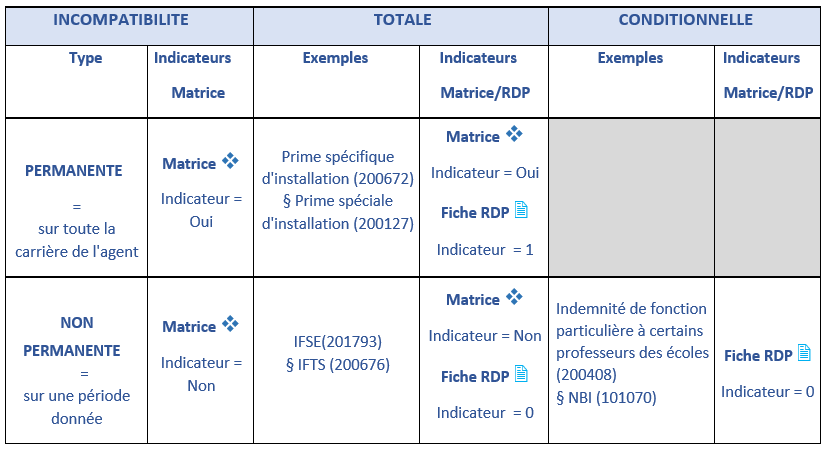 INCOMPATIBILITE TOTALE CONDITIONNELLE
Type Indicateurs Matrice Exemples Indicateurs Matrice/RDP Exemples Indicateurs Matrice/RDP
PERMANENTE
=
sur toute la
carrière de l'agent
Matrice
Indicateur =
Oui
Prime spécifique
d'installation (200672)
§ Prime spéciale
d'installation (200127)
Matrice
Indicateur = Oui
Fiche RDP
Indicateur = 1
NON
PERMANENTE
=
sur une période
donnée
Matrice
Indicateur =
Non
IFSE(201793)
§ IFTS (200676)
Matrice
Indicateur = Non
Fiche RDP
Indicateur = 0
Indemnité de fonction
particulière à certains
professeurs des écoles
(200408)
§ NBI (101070)
Fiche RDP
Indicateur = 0